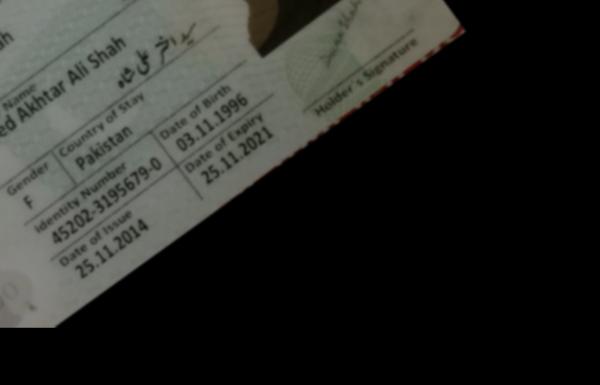 ah
Name
ed Akhtar Ali Shah
سید اختر علی شاہ
Gender
Country of Stay
F
Pakistan
Identity Number
Date of Birth
45202-3195679-0
03.11.1996
Date of Issue
Date of Expiry
25.11.2014
25.11.2021
Holder's Signature